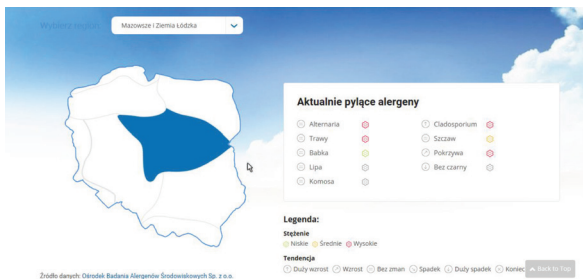 Wybierz region
Mazowsze i Ziemia Łódzka
Aktualnie pylące alergeny
Alternaria
Cladosporium
Trawy
Szczaw
Babka
Pokrzywa
Lipa
Bez czarny
Komosa
Legenda:
Stężenie
Niskie Średnie Wysokie
Tendencja
Duży wzrost Wzrost Bez zman Spadek Duży spadek Koniec
Back to Top
Źródło danych: Ośrodek Badania Alergenów Środowiskowych Sp. z o.o.